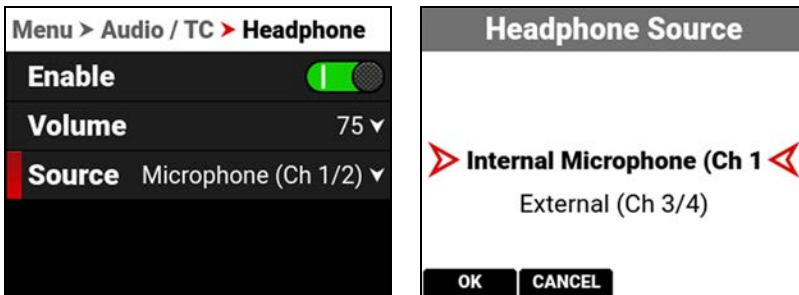 Menu > Audio / TC > Headphone
Enable
Volume 75
Source Microphone (Ch 1/2)
Headphone Source
Internal Microphone (Ch 1
External (Ch 3/4)
OK CANCEL